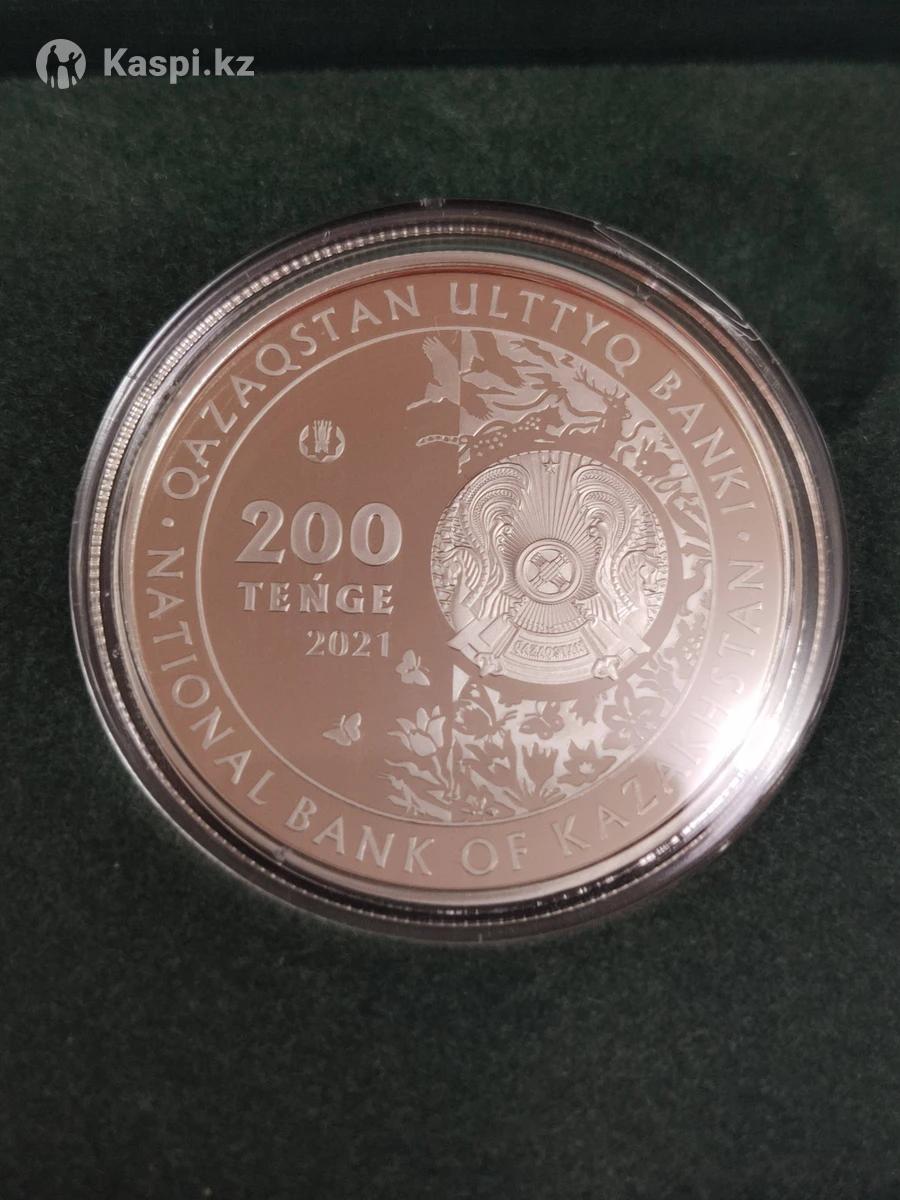 Kaspi.kz
· QAZAQSTAN ULTTYQ BANKI ·
200
TEŃGE
2021
QAZAQSTAN
NATIONAL BANK OF KAZAKHSTAN